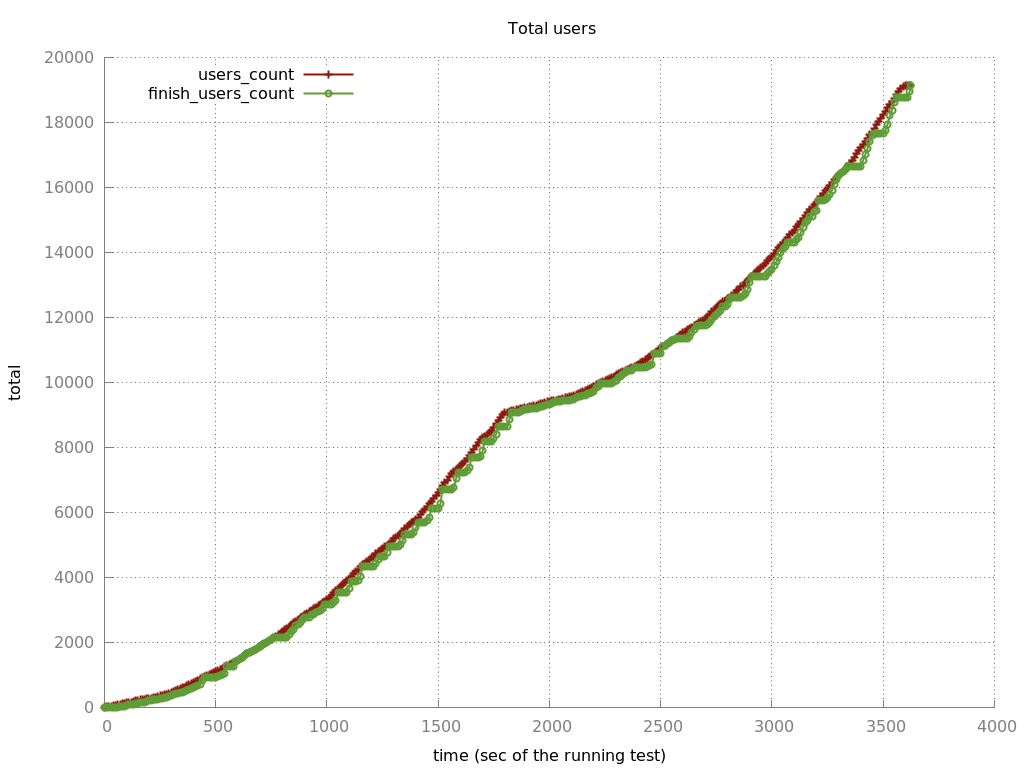 Total users
users_count
finish_users_count
20000
18000
16000
14000
12000
10000
8000
6000
4000
2000
0
total
0 500 1000 1500 2000 2500 3000 3500 4000
time (sec of the running test)